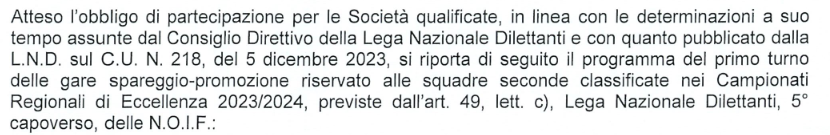 Atteso l'obbligo di partecipazione per le Società qualificate, in linea con le determinazioni a suo
tempo assunte dal Consiglio Direttivo della Lega Nazionale Dilettanti e con quanto pubblicato dalla
L.N.D. sul C.U. N. 218, del 5 dicembre 2023, si riporta di seguito il programma del primo turno
delle gare spareggio-promozione riservato alle squadre seconde classificate nei Campionati
Regionali di Eccellenza 2023/2024, previste dall'art. 49, lett. c), Lega Nazionale Dilettanti, 5°
capoverso, delle N.O.I.F.: